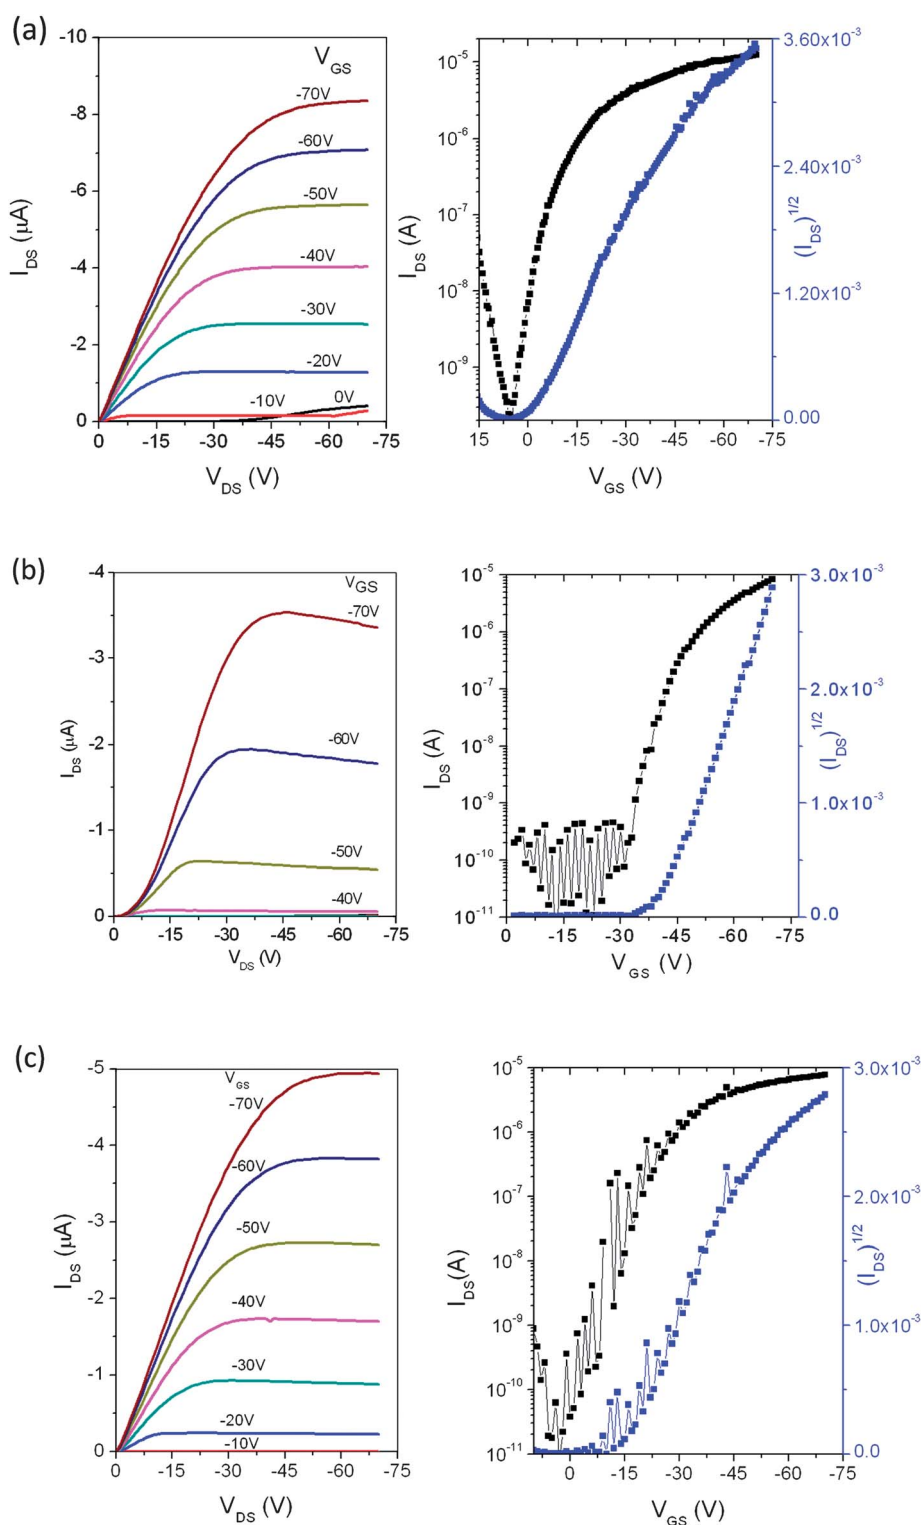 (a)
-10
-8
-6
-4
-2
0
I_DS (μA)
V_GS
-70V
-60V
-50V
-40V
-30V
-20V
-10V
0V
0 -15 -30 -45 -60 -75
V_DS (V)
10^-5
10^-6
10^-7
10^-8
10^-9
I_DS (A)
3.60x10^-3
2.40x10^-3
1.20x10^-3
0.00
(I_DS)^1/2
15 0 -15 -30 -45 -60 -75
V_GS (V)
(b)
-4
-3
-2
-1
0
I_DS (μA)
V_GS
-70V
-60V
-50V
-40V
0 -15 -30 -45 -60 -75
V_DS (V)
10^-5
10^-6
10^-7
10^-8
10^-9
10^-10
10^-11
I_DS (A)
3.0x10^-3
2.0x10^-3
1.0x10^-3
0.0
(I_DS)^1/2
0 -15 -30 -45 -60 -75
V_GS (V)
(c)
-5
-4
-3
-2
-1
0
I_DS (μA)
V_GS
-70V
-60V
-50V
-40V
-30V
-20V
-10V
0 -15 -30 -45 -60 -75
V_DS (V)
10^-5
10^-6
10^-7
10^-8
10^-9
10^-10
10^-11
I_DS(A)
3.0x10^-3
2.0x10^-3
1.0x10^-3
0.0
(I_DS)^1/2
0 -15 -30 -45 -60 -75
V_GS (V)